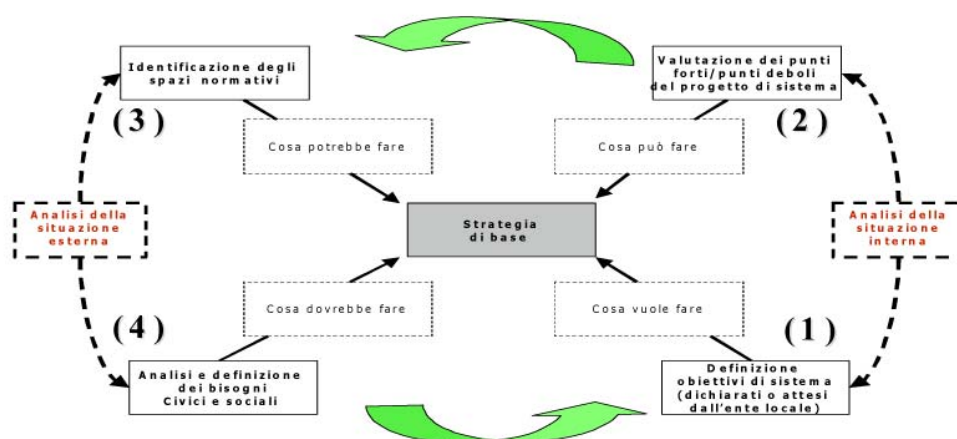 Identificazione degli
spazi normativi
Valutazione dei punti
forti/punti deboli
del progetto di sistema
(3)
(2)
Cosa potrebbe fare
Cosa può fare
Analisi della
situazione
esterna
Strategia
di base
Analisi della
situazione
interna
Cosa dovrebbe fare
Cosa vuole fare
(4)
(1)
Analisi e definizione
dei bisogni
Civici e sociali
Definizione
obiettivi di sistema
(dichiarati o attesi
dall'ente locale)